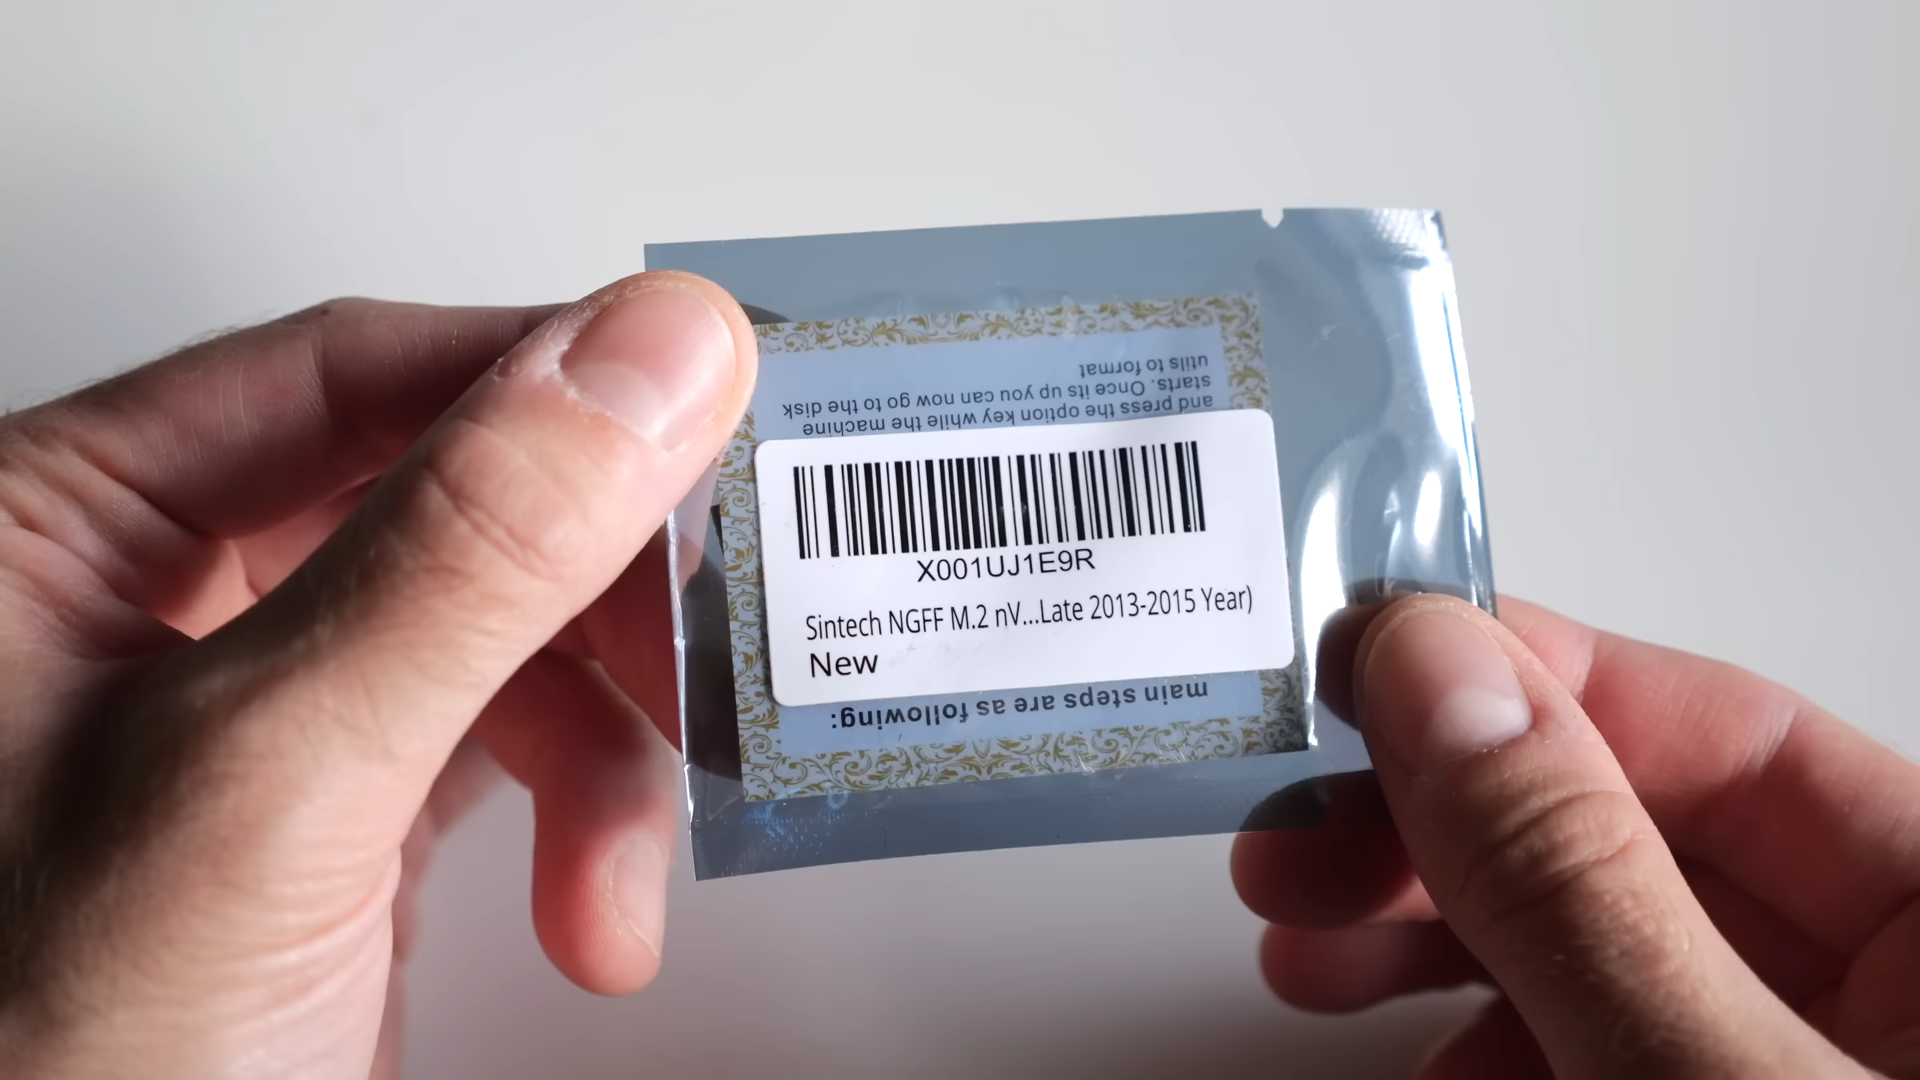 utils to format
starts. Once its up you can now go to the disk
and press the option key while the machine
X001UJ1E9R
Sintech NGFF M.2 nV...Late 2013-2015 Year)
New
main steps are as following: